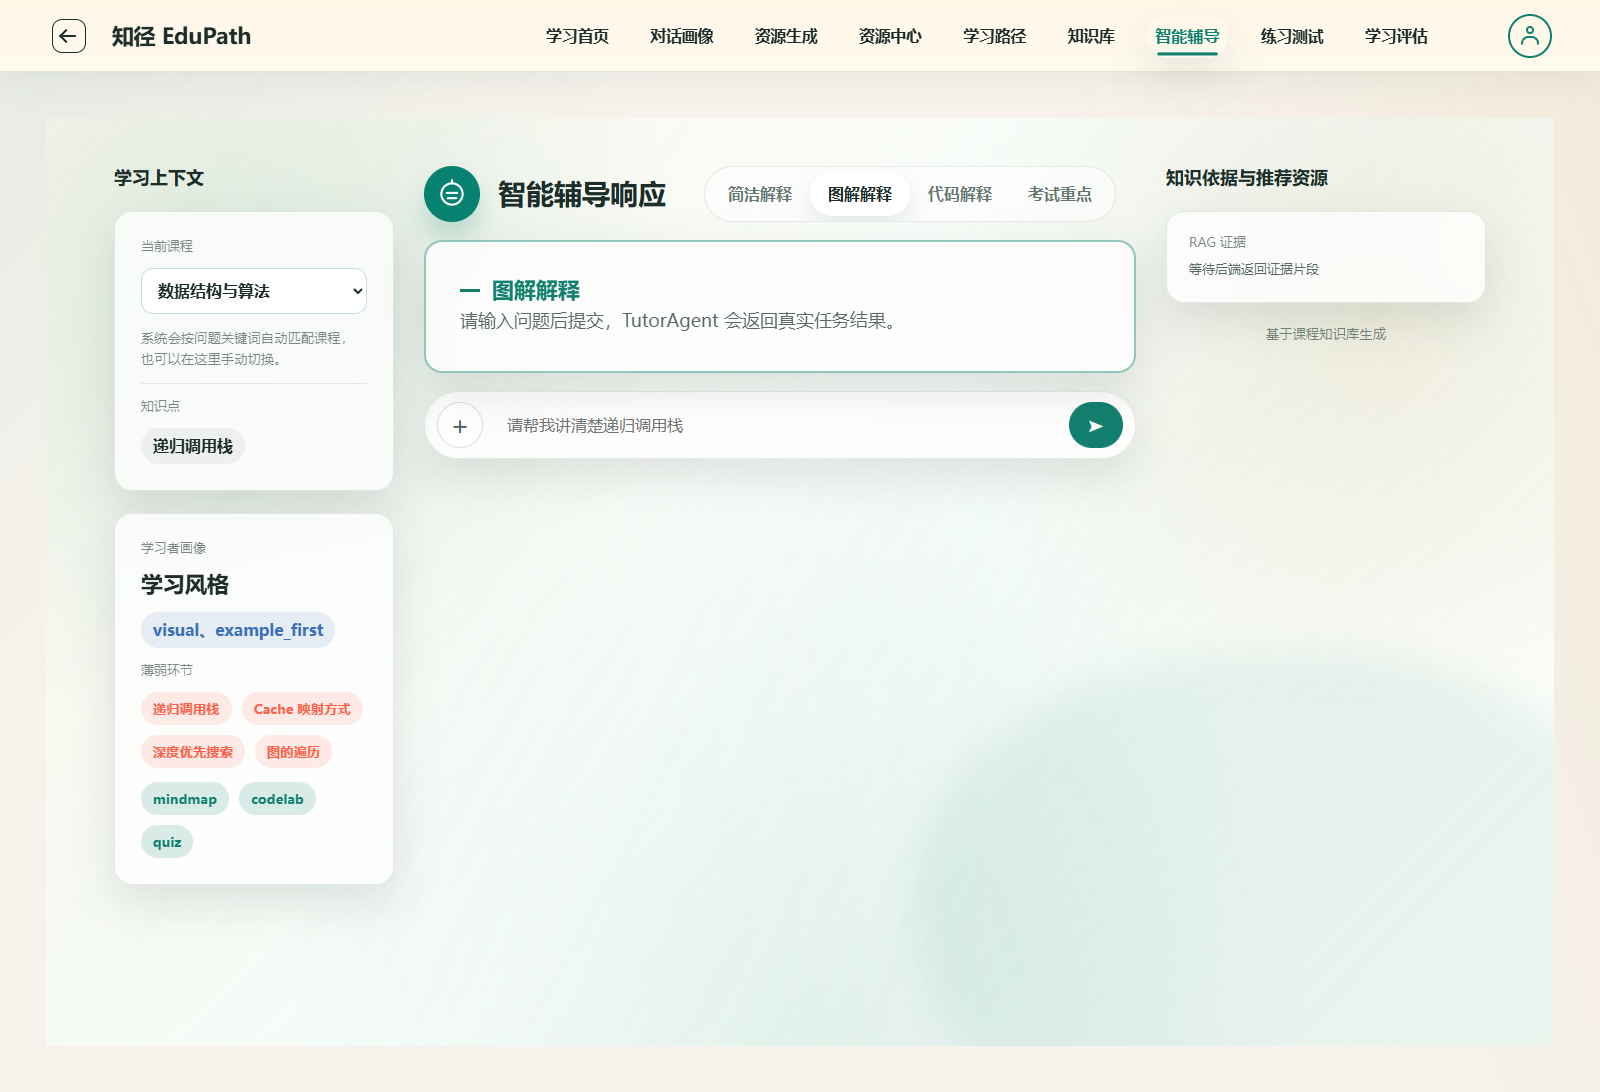 知径 EduPath
学习首页 对话画像 资源生成 资源中心 学习路径 知识库 智能辅导 练习测试 学习评估
学习上下文
当前课程
数据结构与算法
系统会按问题关键词自动匹配课程，
也可以在这里手动切换。
知识点
递归调用栈
学习者画像
学习风格
visual、example_first
薄弱环节
递归调用栈 Cache 映射方式
深度优先搜索 图的遍历
mindmap codelab
quiz
智能辅导响应
简洁解释 图解解释 代码解释 考试重点
图解解释
请输入问题后提交，TutorAgent 会返回真实任务结果。
请帮我讲清楚递归调用栈
知识依据与推荐资源
RAG 证据
等待后端返回证据片段
基于课程知识库生成